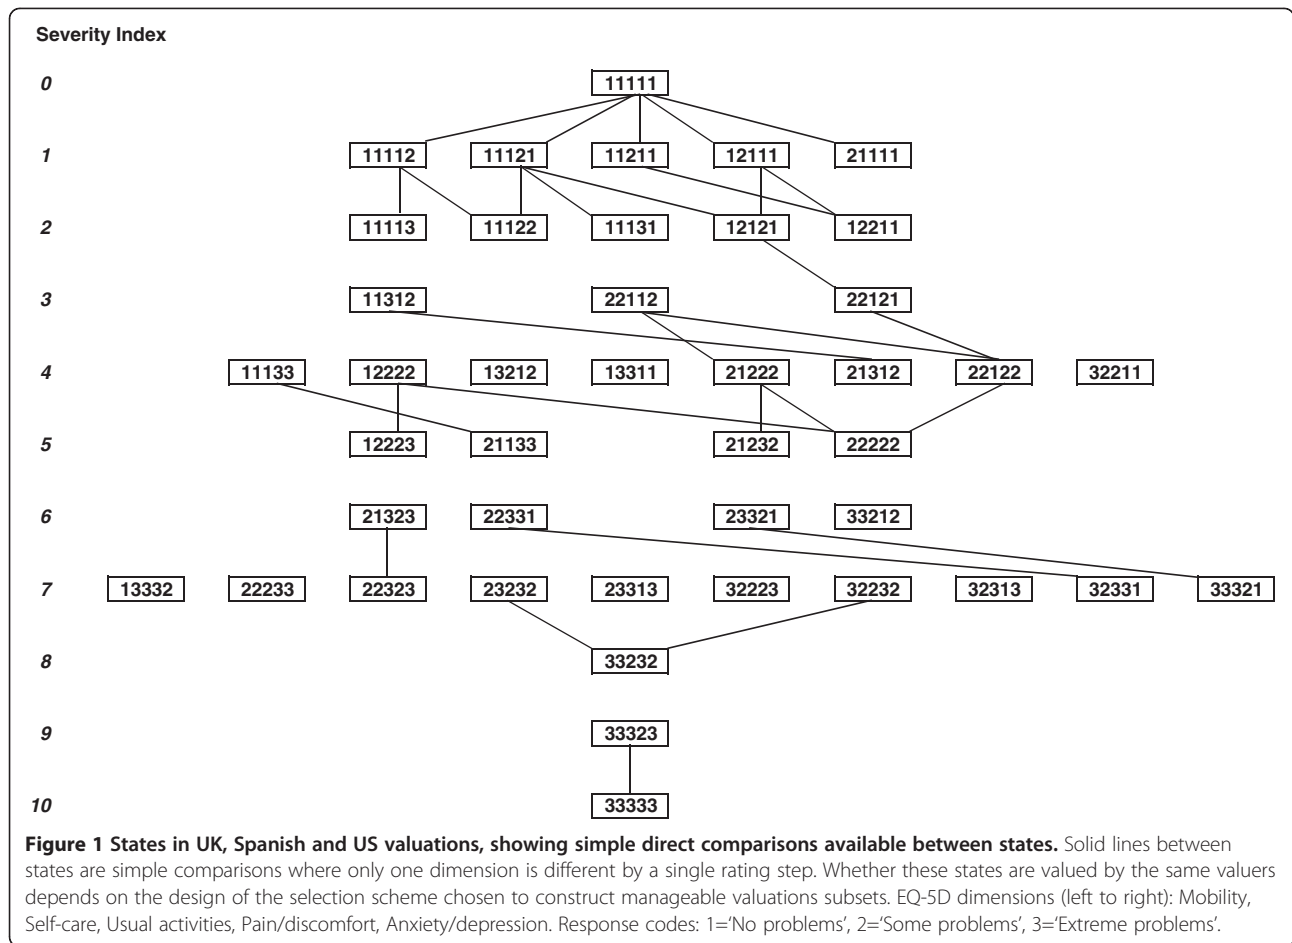 Severity Index
0 11111
1 11112 11121 11211 12111 21111
2 11113 11122 11131 12121 12211
3 11312 22112 22121
4 11133 12222 13212 13311 21222 21312 22122 32211
5 12223 21133 21232 22222
6 21323 22331 23321 33212
7 13332 22233 22323 23232 23313 32223 32232 32313 32331 33321
8 33232
9 33323
10 33333
Figure 1 States in UK, Spanish and US valuations, showing simple direct comparisons available between states. Solid lines between
states are simple comparisons where only one dimension is different by a single rating step. Whether these states are valued by the same valuers
depends on the design of the selection scheme chosen to construct manageable valuations subsets. EQ-5D dimensions (left to right): Mobility,
Self-care, Usual activities, Pain/discomfort, Anxiety/depression. Response codes: 1=‘No problems’, 2=‘Some problems’, 3=‘Extreme problems’.